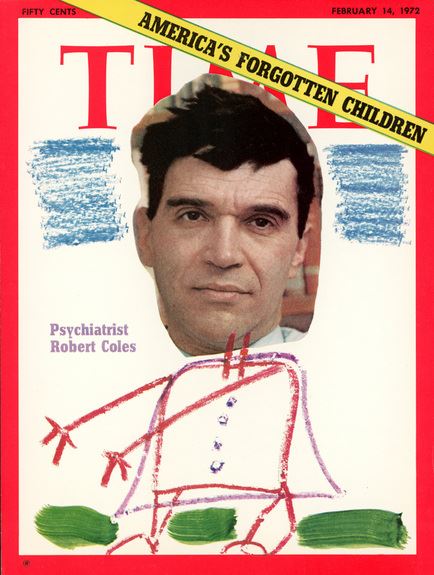 FIFTY CENTS
FEBRUARY 14, 1972
AMERICA'S FORGOTTEN CHILDREN
TIME
Psychiatrist
Robert Coles